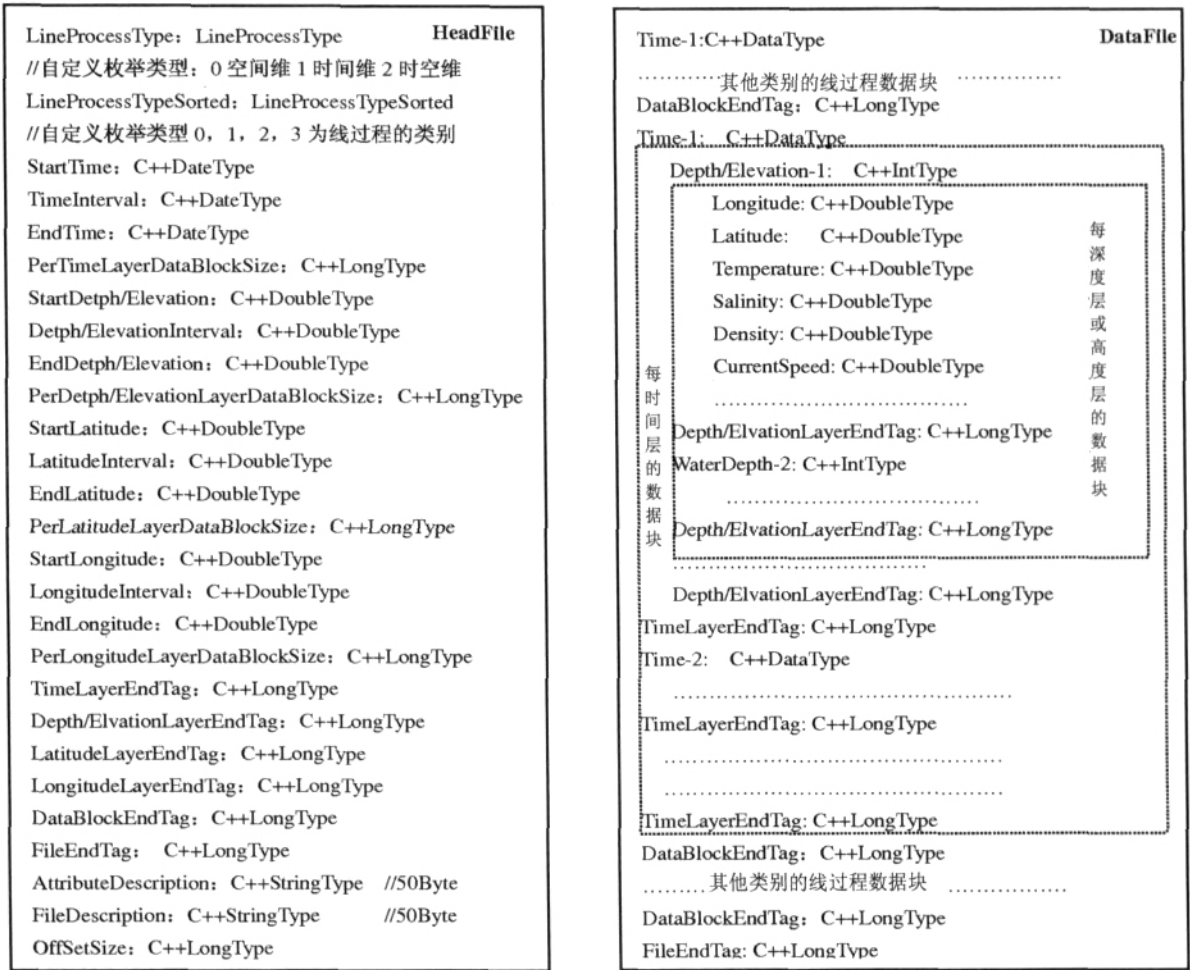 LineProcessType：LineProcessType HeadFile
//自定义枚举类型：0 空间维 1 时间维 2 时空维
LineProcessTypeSorted：LineProcessTypeSorted
//自定义枚举类型 0，1，2，3 为线过程的类别
StartTime：C++DateType
TimeInterval：C++DateType
EndTime：C++DateType
PerTimeLayerDataBlockSize：C++LongType
StartDetph/Elevation：C++DoubleType
Detph/ElevationInterval：C++DoubleType
EndDetph/Elevation：C++DoubleType
PerDetph/ElevationLayerDataBlockSize：C++LongType
StartLatitude：C++DoubleType
LatitudeInterval：C++DoubleType
EndLatitude：C++DoubleType
PerLatitudeLayerDataBlockSize：C++LongType
StartLongitude：C++DoubleType
LongitudeInterval：C++DoubleType
EndLongitude：C++DoubleType
PerLongitudeLayerDataBlockSize：C++LongType
TimeLayerEndTag：C++LongType
Depth/ElvationLayerEndTag：C++LongType
LatitudeLayerEndTag：C++LongType
LongitudeLayerEndTag：C++LongType
DataBlockEndTag：C++LongType
FileEndTag： C++LongType
AttributeDescription：C++StringType //50Byte
FileDescription：C++StringType //50Byte
OffSetSize：C++LongType
Time-1:C++DataType DataFile
…………其他类别的线过程数据块 ……………
DataBlockEndTag：C++LongType
Time-1: C++DataType
Depth/Elevation-1: C++IntType
Longitude: C++DoubleType
Latitude: C++DoubleType
Temperature: C++DoubleType
Salinity: C++DoubleType
Density: C++DoubleType
CurrentSpeed: C++DoubleType
……………………………
Depth/ElvationLayerEndTag: C++LongType
WaterDepth-2: C++IntType
……………………………
Depth/ElvationLayerEndTag: C++LongType
……………………………
每深度层或高度层的数据块
Depth/ElvationLayerEndTag: C++LongType
每时间层的数据块
TimeLayerEndTag: C++LongType
Time-2: C++DataType
………………………………………
TimeLayerEndTag: C++LongType
………………………………………
………………………………………
TimeLayerEndTag: C++LongType
DataBlockEndTag：C++LongType
………其他类别的线过程数据块 ………………
DataBlockEndTag：C++LongType
FileEndTag: C++LongType